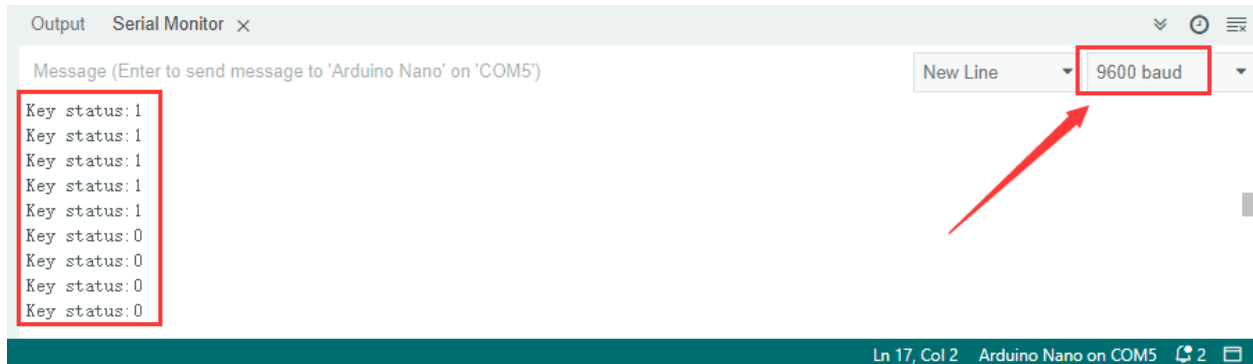 Output Serial Monitor
Message (Enter to send message to 'Arduino Nano' on 'COM5') New Line 9600 baud
Key status:1
Key status:1
Key status:1
Key status:1
Key status:1
Key status:0
Key status:0
Key status:0
Key status:0
Ln 17, Col 2 Arduino Nano on COM5 2